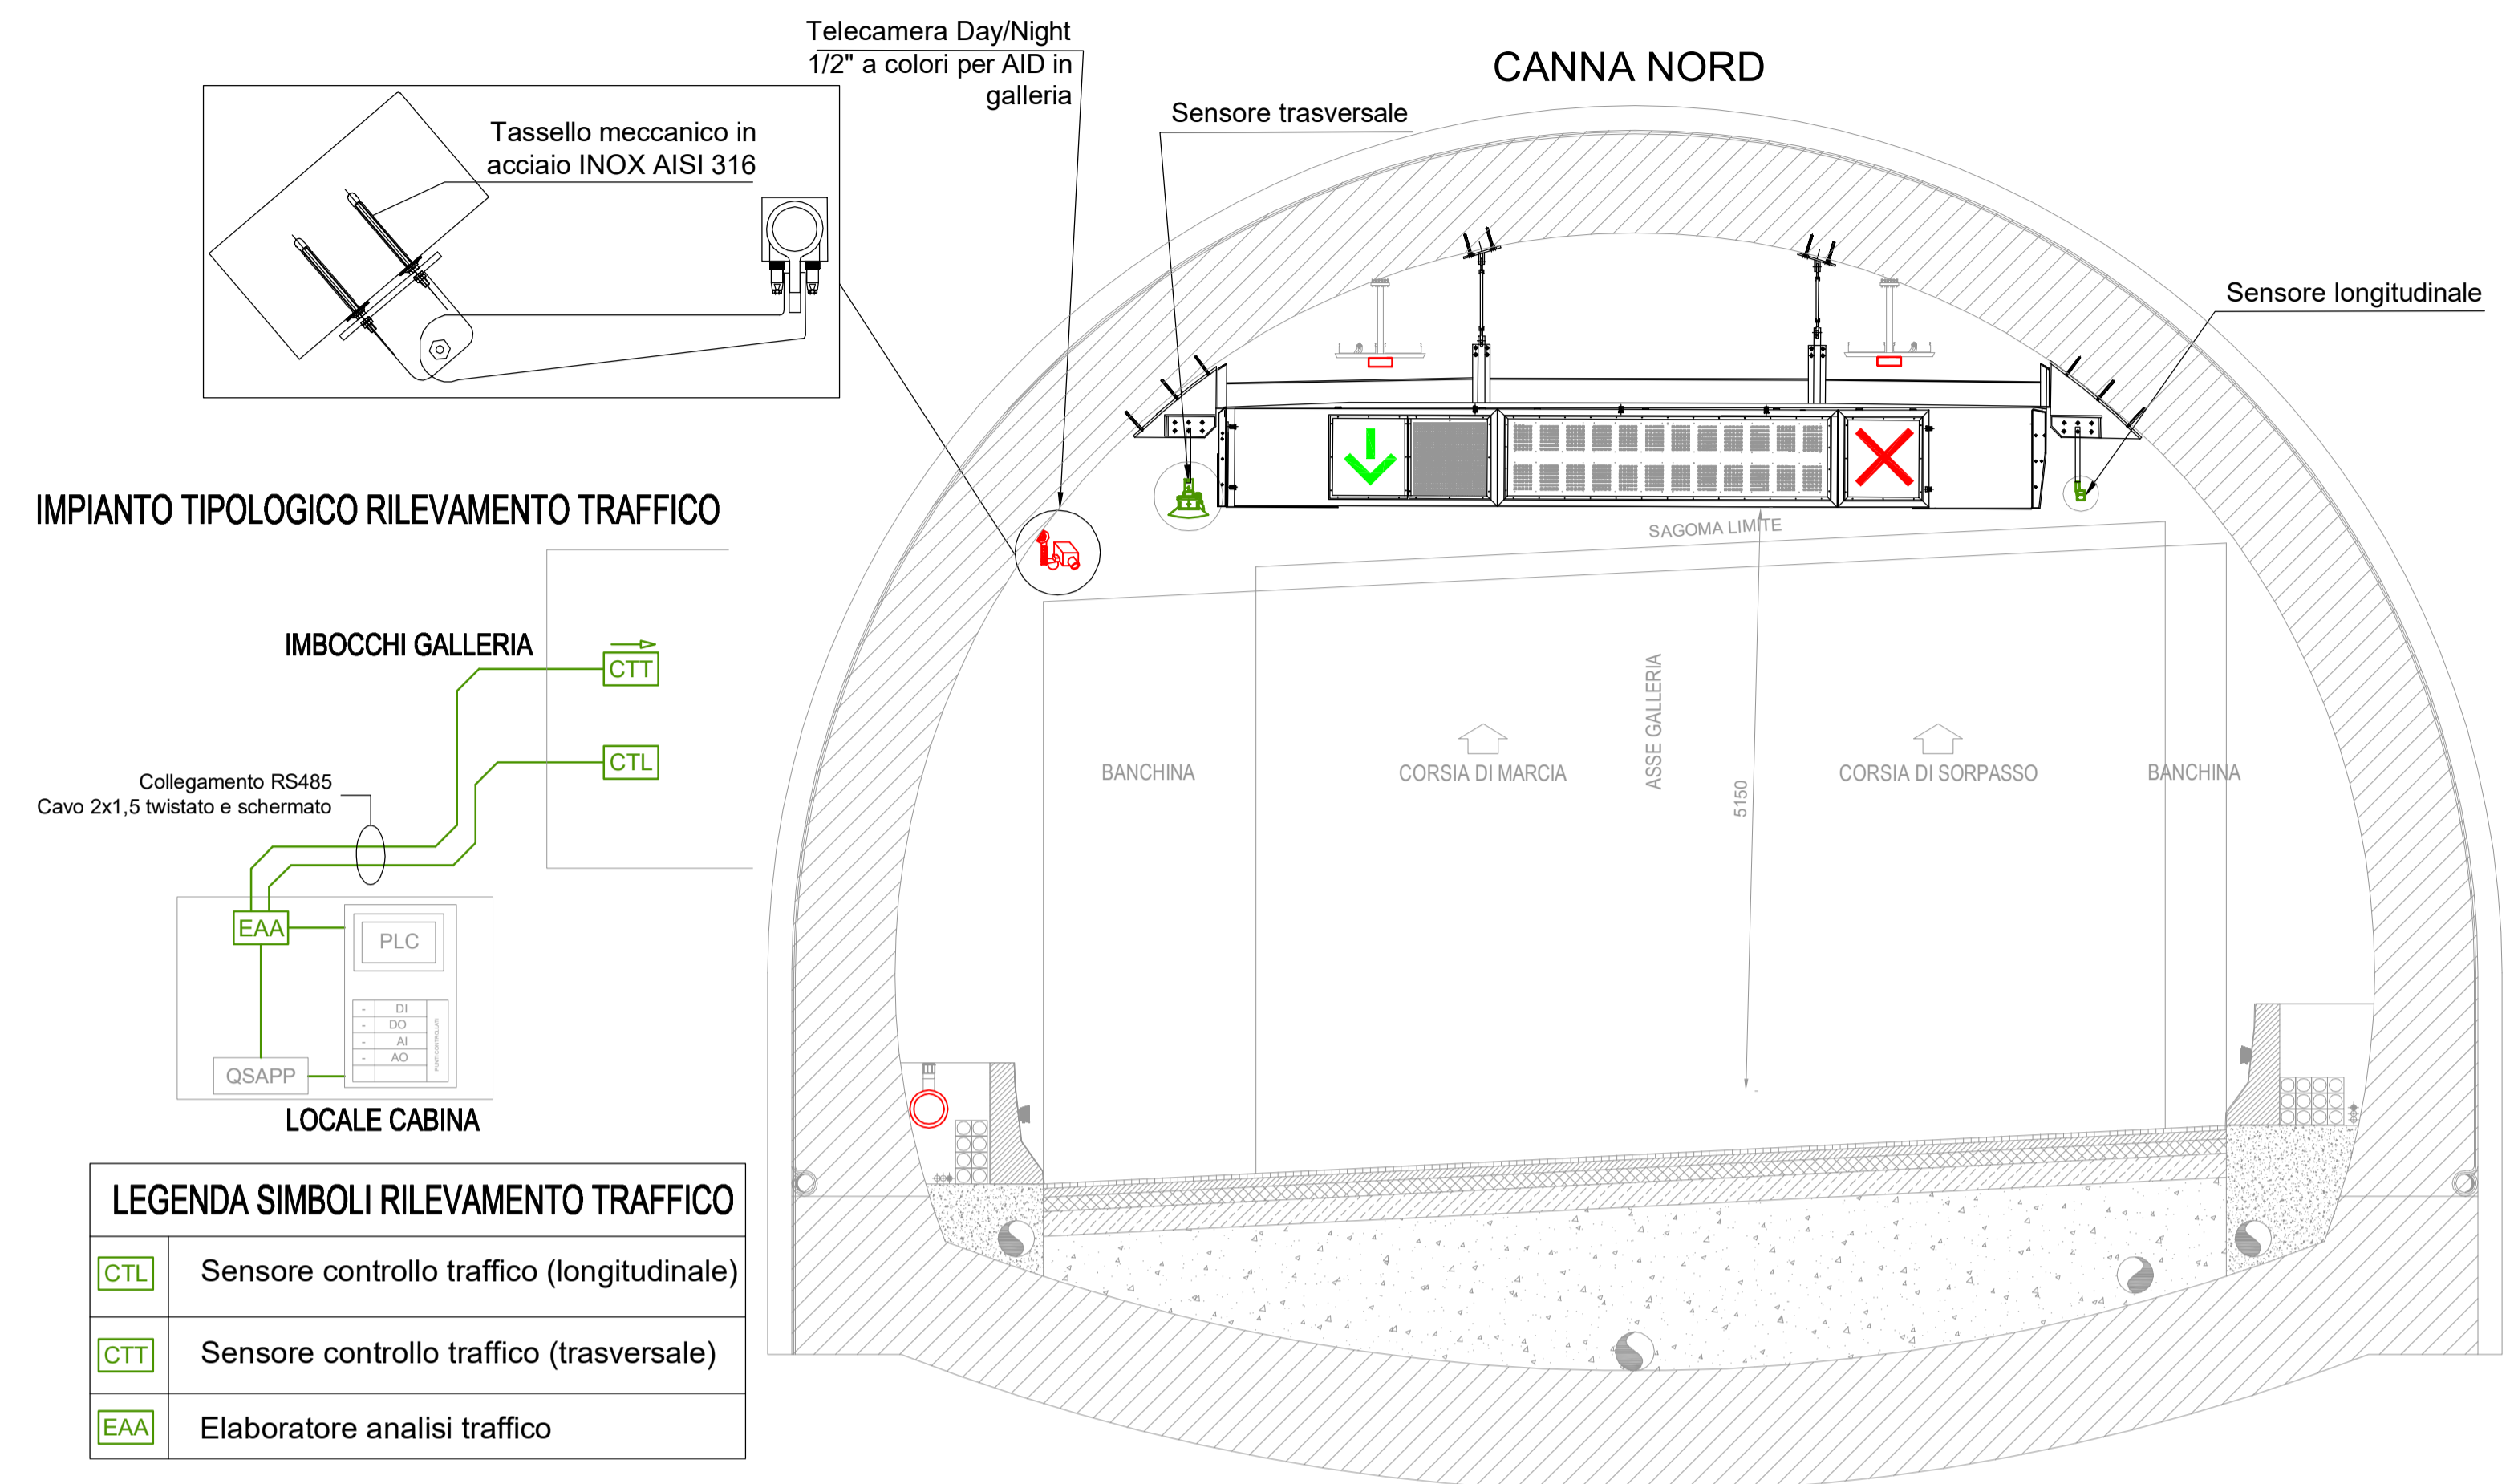 Telecamera Day/Night
1/2" a colori per AID in
galleria
CANNA NORD
Sensore trasversale
Tassello meccanico in
acciaio INOX AISI 316
Sensore longitudinale
IMPIANTO TIPOLOGICO RILEVAMENTO TRAFFICO
SAGOMA LIMITE
IMBOCCHI GALLERIA
CTT
CTL
Collegamento RS485
Cavo 2x1,5 twistato e schermato
ASSE GALLERIA
BANCHINA
CORSIA DI MARCIA
CORSIA DI SORPASSO
BANCHINA
5150
EAA
PLC
- DI
- DO
- AI
- AO
PUNTI CONTROLLATI
QSAPP
LOCALE CABINA
LEGENDA SIMBOLI RILEVAMENTO TRAFFICO
CTL Sensore controllo traffico (longitudinale)
CTT Sensore controllo traffico (trasversale)
EAA Elaboratore analisi traffico